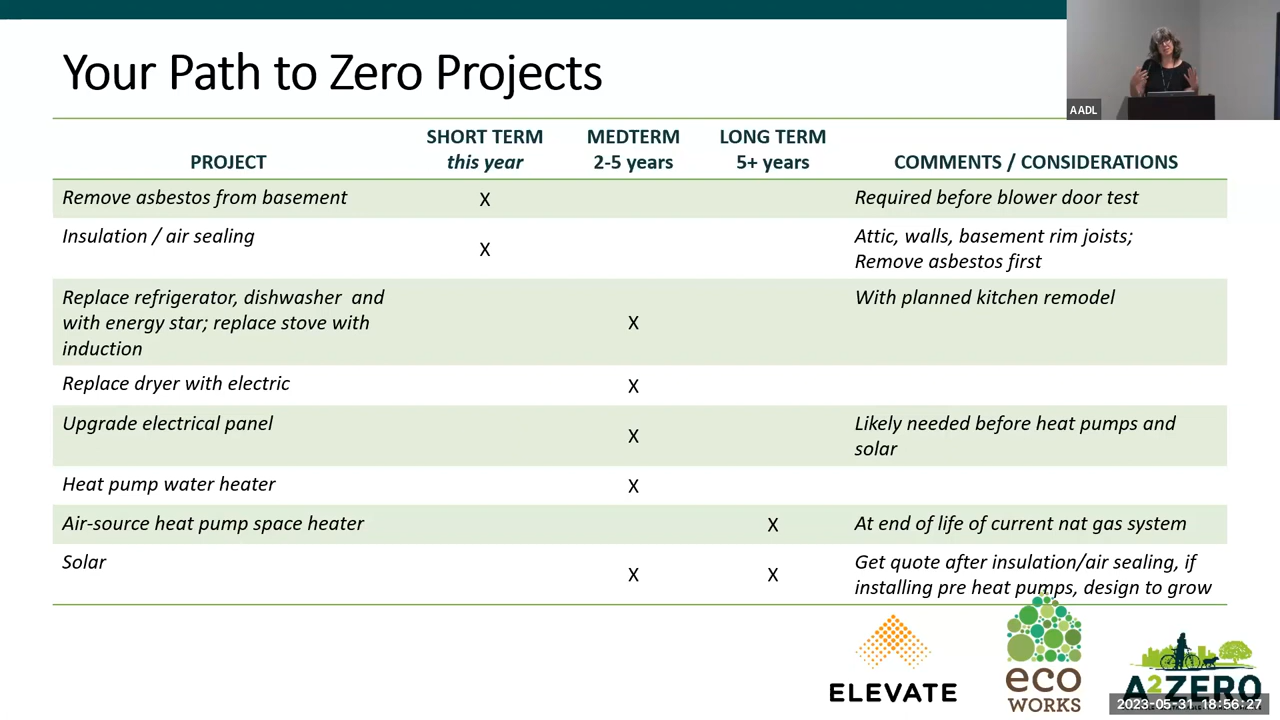 Your Path to Zero Projects
AADL
PROJECT
SHORT TERM
this year
MEDTERM
2-5 years
LONG TERM
5+ years
COMMENTS / CONSIDERATIONS
Remove asbestos from basement
X
Required before blower door test
Insulation / air sealing
X
Attic, walls, basement rim joists;
Remove asbestos first
Replace refrigerator, dishwasher and
with energy star; replace stove with
induction
X
With planned kitchen remodel
Replace dryer with electric
X
Upgrade electrical panel
X
Likely needed before heat pumps and
solar
Heat pump water heater
X
Air-source heat pump space heater
X
At end of life of current nat gas system
Solar
X
X
Get quote after insulation/air sealing, if
installing pre heat pumps, design to grow
ELEVATE
eco
WORKS
A2ZERO
2023-05-31 18:56:27